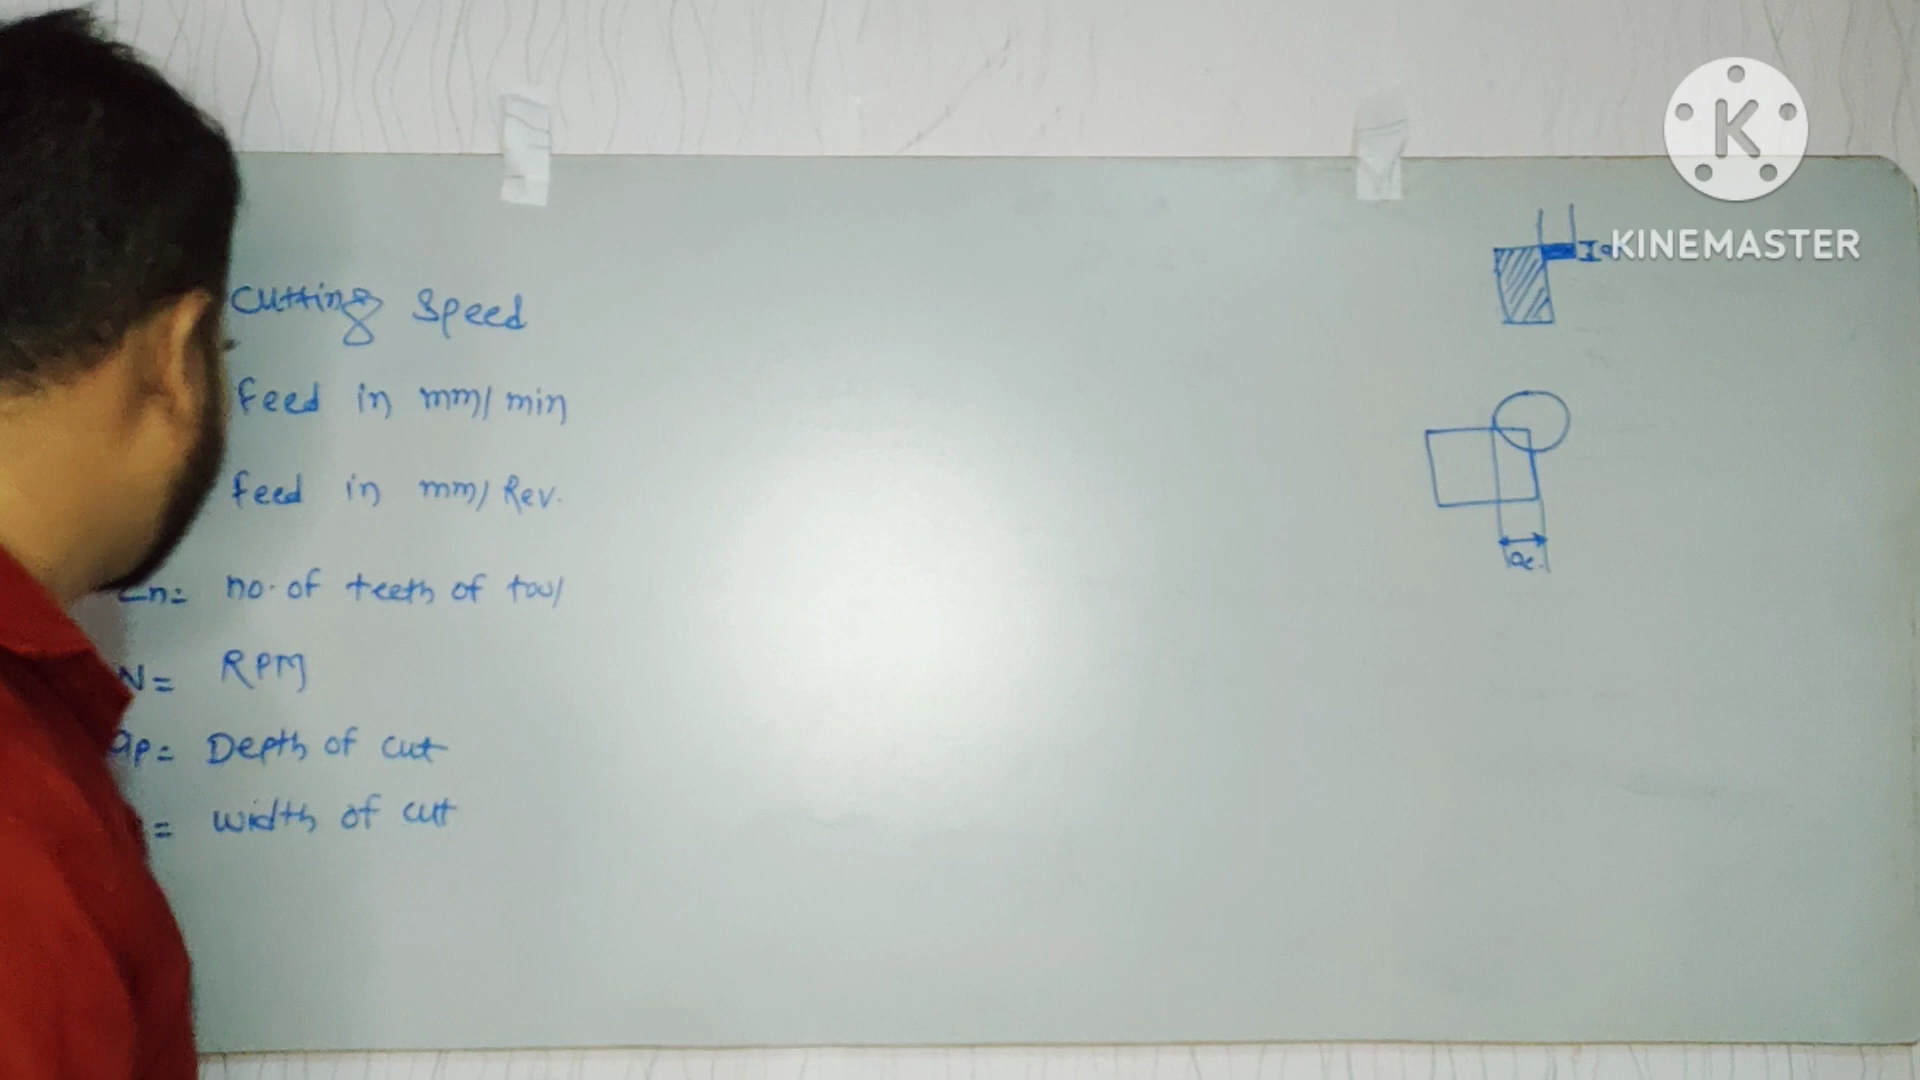 K
KINEMASTER
Cutting Speed
feed in mm/min
feed in mm/Rev.
Zn= no. of teeth of tool
N= RPM
ap= Depth of cut
= width of cut
ae